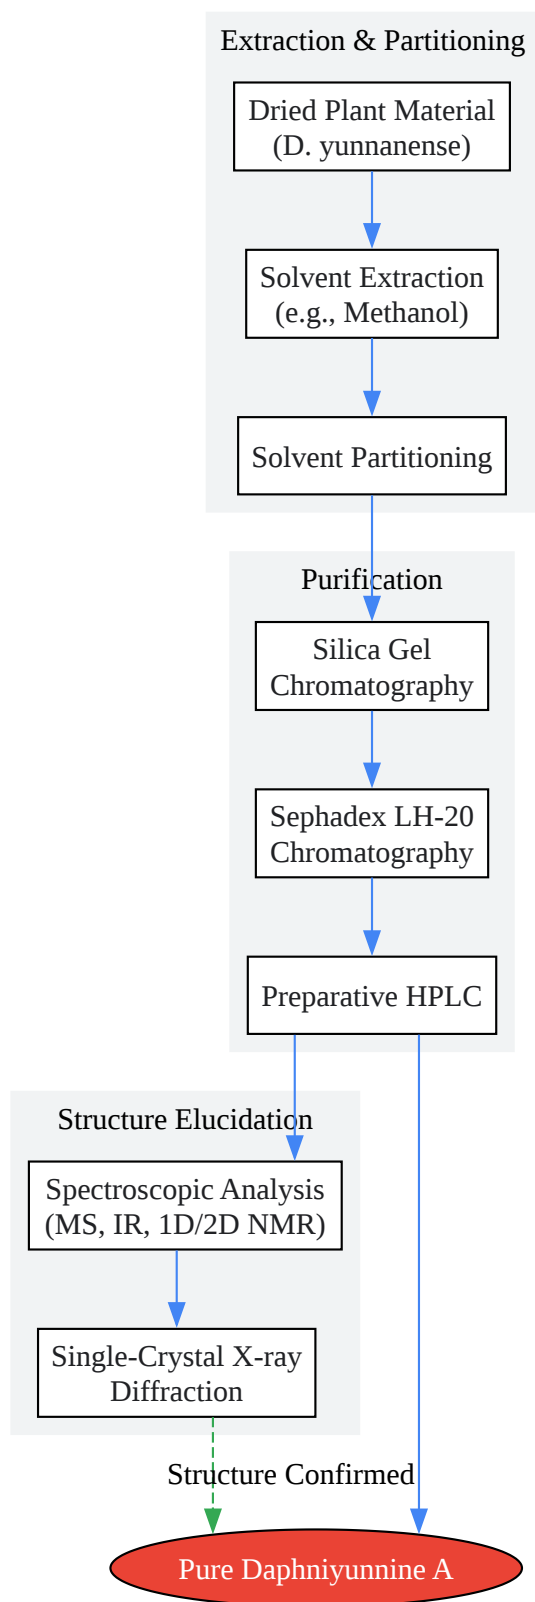 Extraction & Partitioning
Dried Plant Material
(D. yunnanense)
Solvent Extraction
(e.g., Methanol)
Solvent Partitioning
Purification
Silica Gel
Chromatography
Sephadex LH-20
Chromatography
Preparative HPLC
Structure Elucidation
Spectroscopic Analysis
(MS, IR, 1D/2D NMR)
Single-Crystal X-ray
Diffraction
Structure Confirmed
Pure Daphniyunnine A